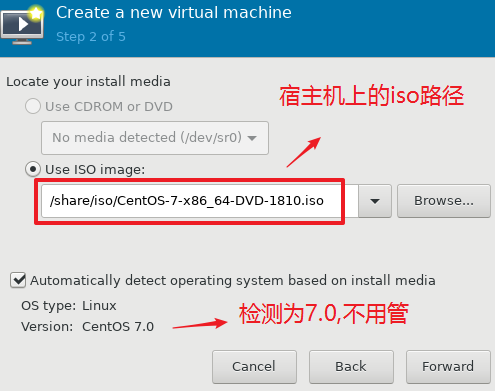 Create a new virtual machine
Step 2 of 5
Locate your install media
Use CDROM or DVD
宿主机上的iso路径
No media detected (/dev/sr0)
Use ISO image:
/share/iso/CentOS-7-x86_64-DVD-1810.iso
Browse...
Automatically detect operating system based on install media
OS type: Linux
Version: CentOS 7.0
检测为7.0,不用管
Cancel
Back
Forward